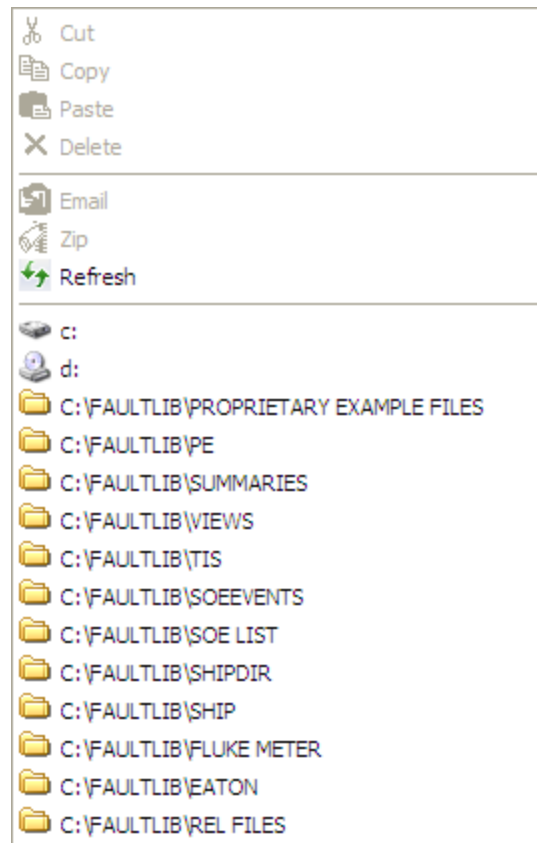 Cut
Copy
Paste
Delete
Email
Zip
Refresh
c:
d:
C:\FAULTLIB\PROPRIETARY EXAMPLE FILES
C:\FAULTLIB\PE
C:\FAULTLIB\SUMMARIES
C:\FAULTLIB\VIEWS
C:\FAULTLIB\TIS
C:\FAULTLIB\SOEEVENTS
C:\FAULTLIB\SOE LIST
C:\FAULTLIB\SHIPDIR
C:\FAULTLIB\SHIP
C:\FAULTLIB\FLUKE METER
C:\FAULTLIB\EATON
C:\FAULTLIB\REL FILES